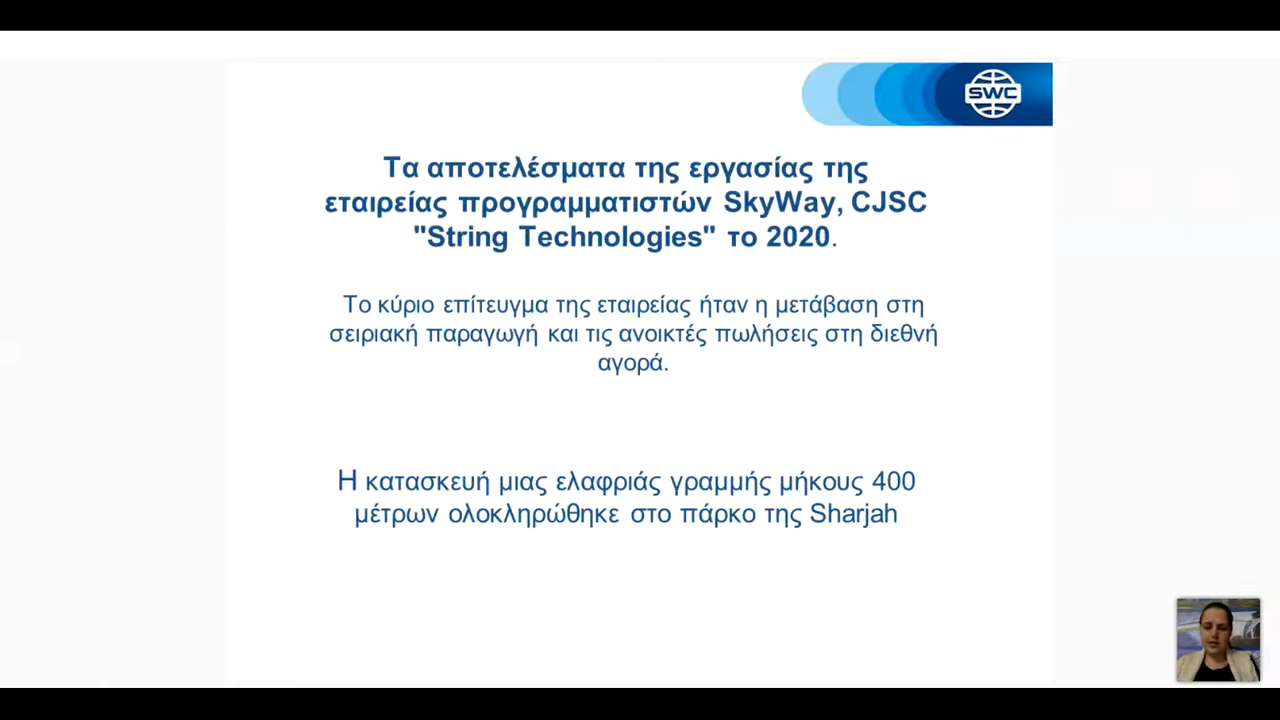 SWC
Τα αποτελέσματα της εργασίας της
εταιρείας προγραμματιστών SkyWay, CJSC
"String Technologies" το 2020.
Το κύριο επίτευγμα της εταιρείας ήταν η μετάβαση στη
σειριακή παραγωγή και τις ανοικτές πωλήσεις στη διεθνή
αγορά.
Η κατασκευή μιας ελαφριάς γραμμής μήκους 400
μέτρων ολοκληρώθηκε στο πάρκο της Sharjah